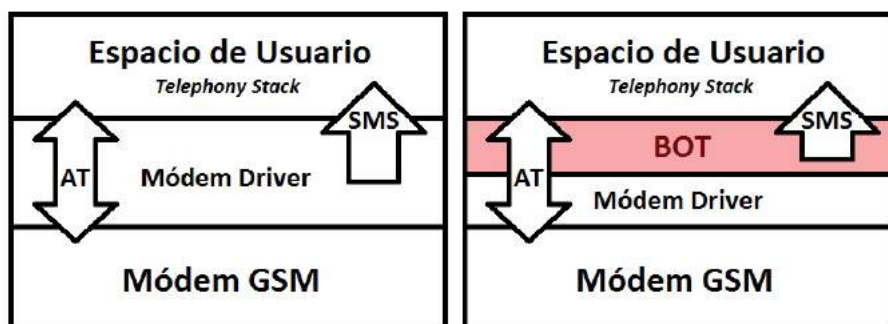 Espacio de Usuario
Telephony Stack
SMS
AT
Módem Driver
Módem GSM
Espacio de Usuario
Telephony Stack
SMS
BOT
AT
Módem Driver
Módem GSM